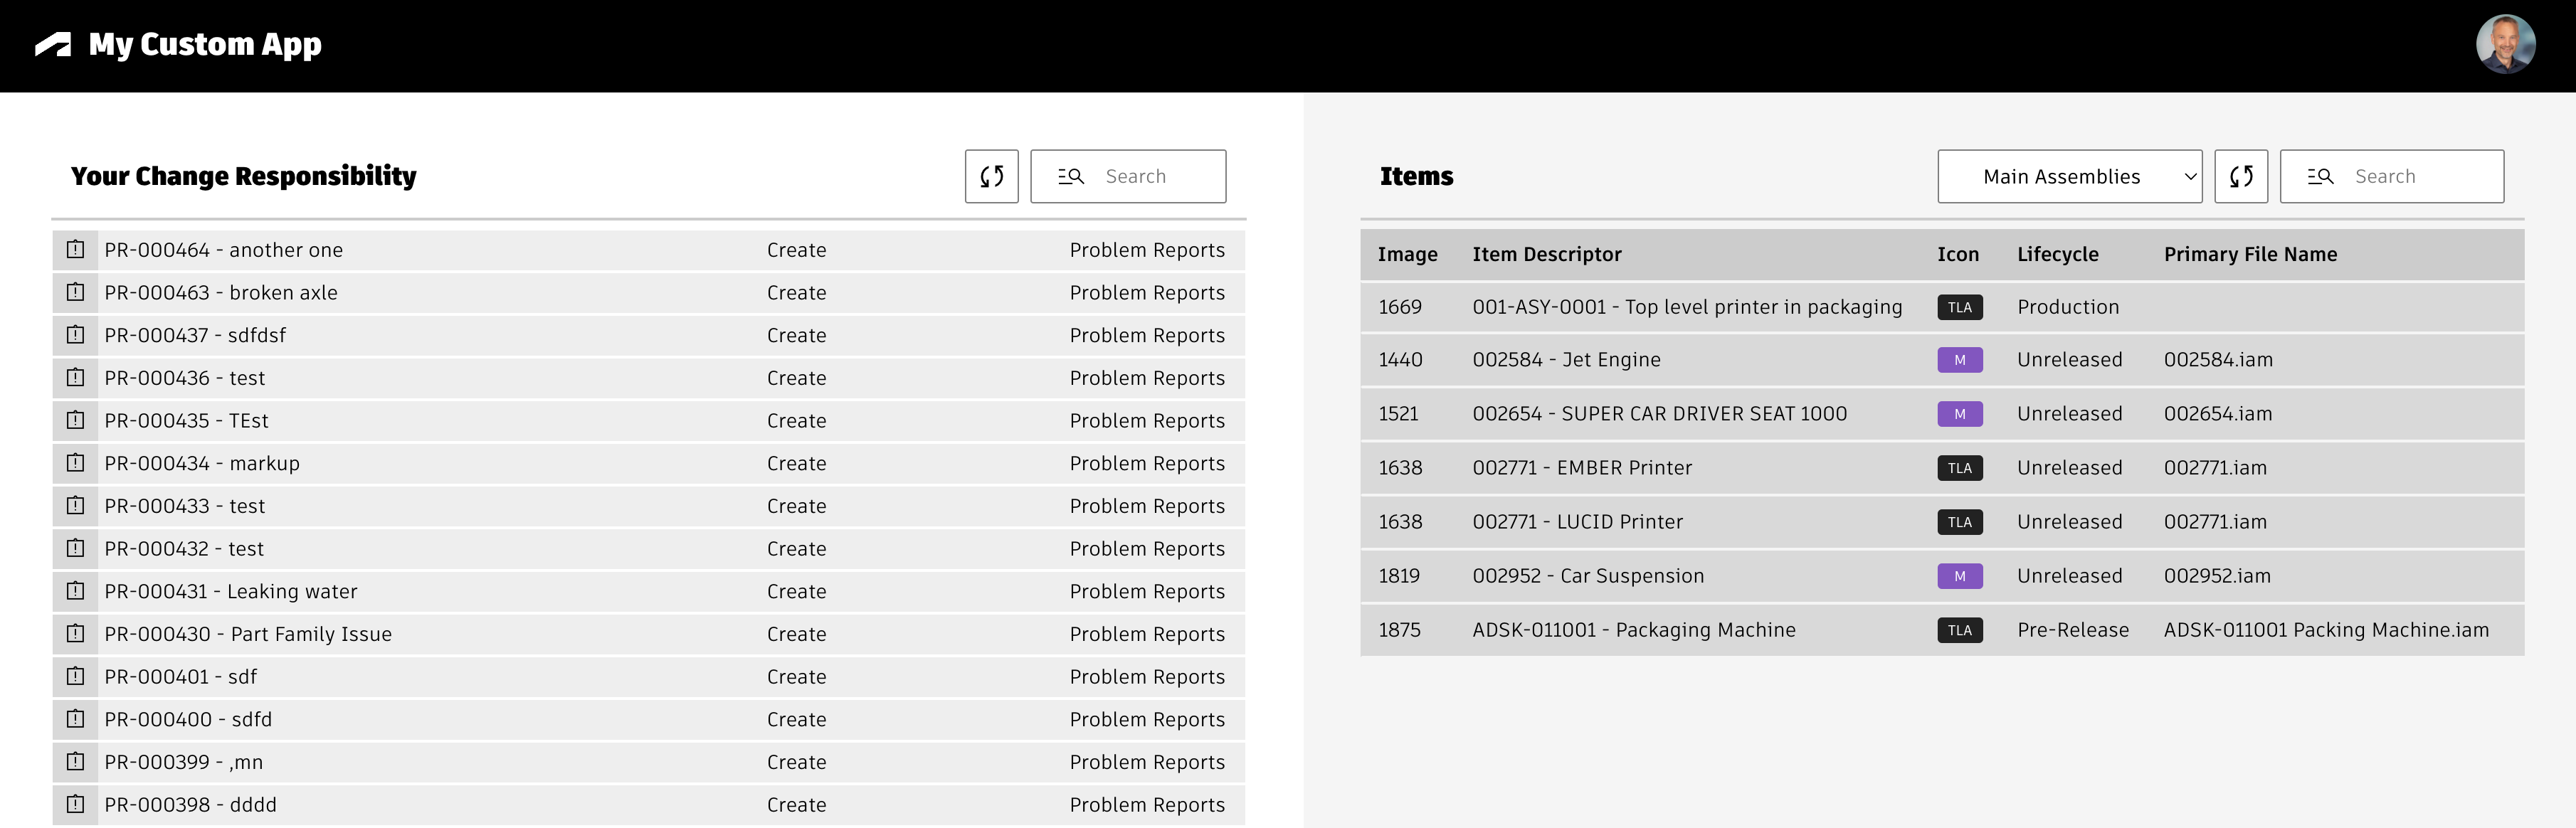 My Custom App
Your Change Responsibility
Search
PR-000464 - another one Create Problem Reports
PR-000463 - broken axle Create Problem Reports
PR-000437 - sdfdsf Create Problem Reports
PR-000436 - test Create Problem Reports
PR-000435 - TEst Create Problem Reports
PR-000434 - markup Create Problem Reports
PR-000433 - test Create Problem Reports
PR-000432 - test Create Problem Reports
PR-000431 - Leaking water Create Problem Reports
PR-000430 - Part Family Issue Create Problem Reports
PR-000401 - sdf Create Problem Reports
PR-000400 - sdfd Create Problem Reports
PR-000399 - ,mn Create Problem Reports
PR-000398 - dddd Create Problem Reports
Items
Main Assemblies
Search
Image Item Descriptor Icon Lifecycle Primary File Name
1669 001-ASY-0001 - Top level printer in packaging TLA Production
1440 002584 - Jet Engine M Unreleased 002584.iam
1521 002654 - SUPER CAR DRIVER SEAT 1000 M Unreleased 002654.iam
1638 002771 - EMBER Printer TLA Unreleased 002771.iam
1638 002771 - LUCID Printer TLA Unreleased 002771.iam
1819 002952 - Car Suspension M Unreleased 002952.iam
1875 ADSK-011001 - Packaging Machine TLA Pre-Release ADSK-011001 Packing Machine.iam